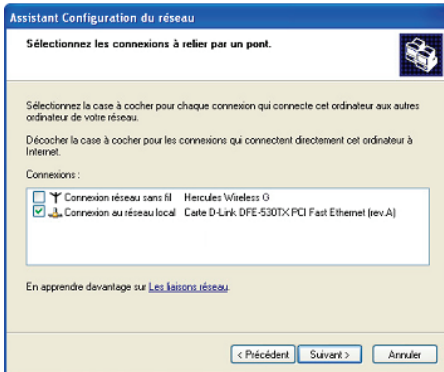 Assistant Configuration du réseau
Sélectionnez les connexions à relier par un pont.
Sélectionnez la case à cocher pour chaque connexion qui connecte cet ordinateur aux autres
ordinateur de votre réseau.
Décocher la case à cocher pour les connexions qui connectent directement cet ordinateur à
Internet.
Connexions :
Connexion réseau sans fil Hercules Wireless G
Connexion au réseau local Carte D-Link DFE-530TX PCI Fast Ethernet (rev.A)
En apprendre davantage sur Les liaisons réseau.
< Précédent Suivant > Annuler